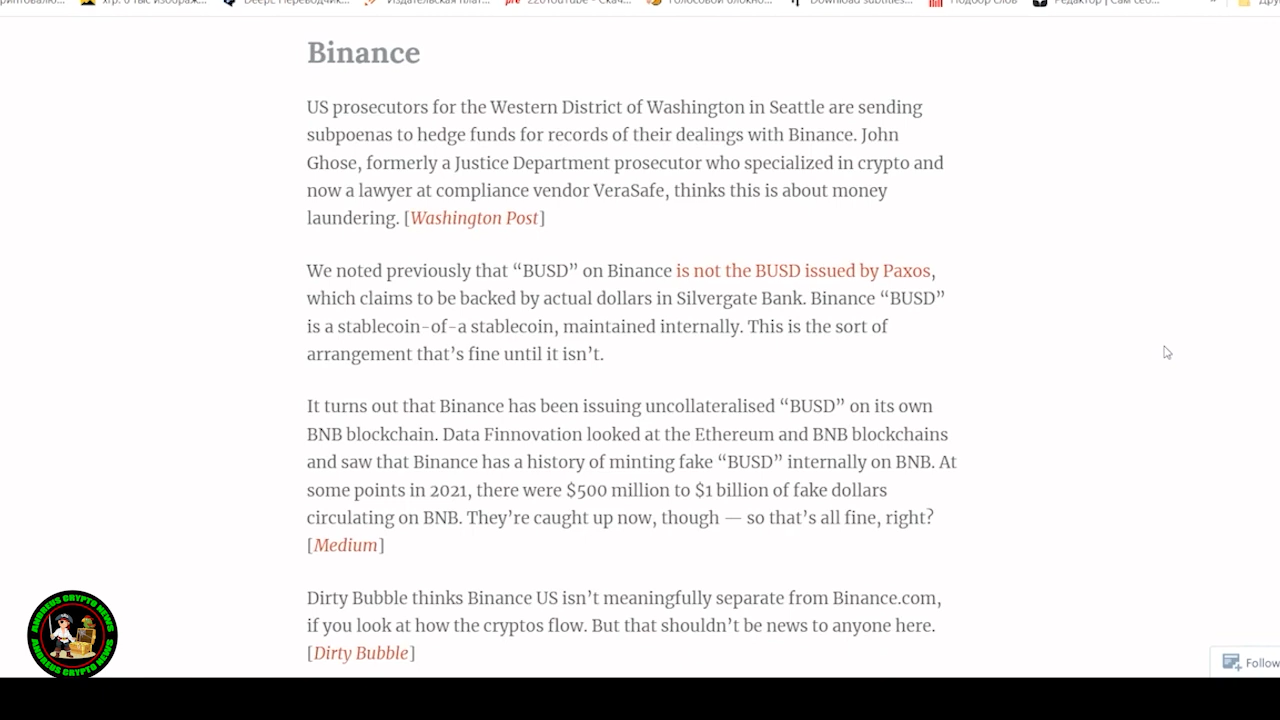 Binance
US prosecutors for the Western District of Washington in Seattle are sending
subpoenas to hedge funds for records of their dealings with Binance. John
Ghose, formerly a Justice Department prosecutor who specialized in crypto and
now a lawyer at compliance vendor VeraSafe, thinks this is about money
laundering. [Washington Post]
We noted previously that “BUSD” on Binance is not the BUSD issued by Paxos,
which claims to be backed by actual dollars in Silvergate Bank. Binance “BUSD”
is a stablecoin-of-a stablecoin, maintained internally. This is the sort of
arrangement that’s fine until it isn’t.
It turns out that Binance has been issuing uncollateralised “BUSD” on its own
BNB blockchain. Data Finnovation looked at the Ethereum and BNB blockchains
and saw that Binance has a history of minting fake “BUSD” internally on BNB. At
some points in 2021, there were $500 million to $1 billion of fake dollars
circulating on BNB. They’re caught up now, though — so that’s all fine, right?
[Medium]
Dirty Bubble thinks Binance US isn’t meaningfully separate from Binance.com,
if you look at how the cryptos flow. But that shouldn’t be news to anyone here.
[Dirty Bubble]
ANDREUS CRYPTO NEWS
ANDREUS CRYPTO NEWS
Follow